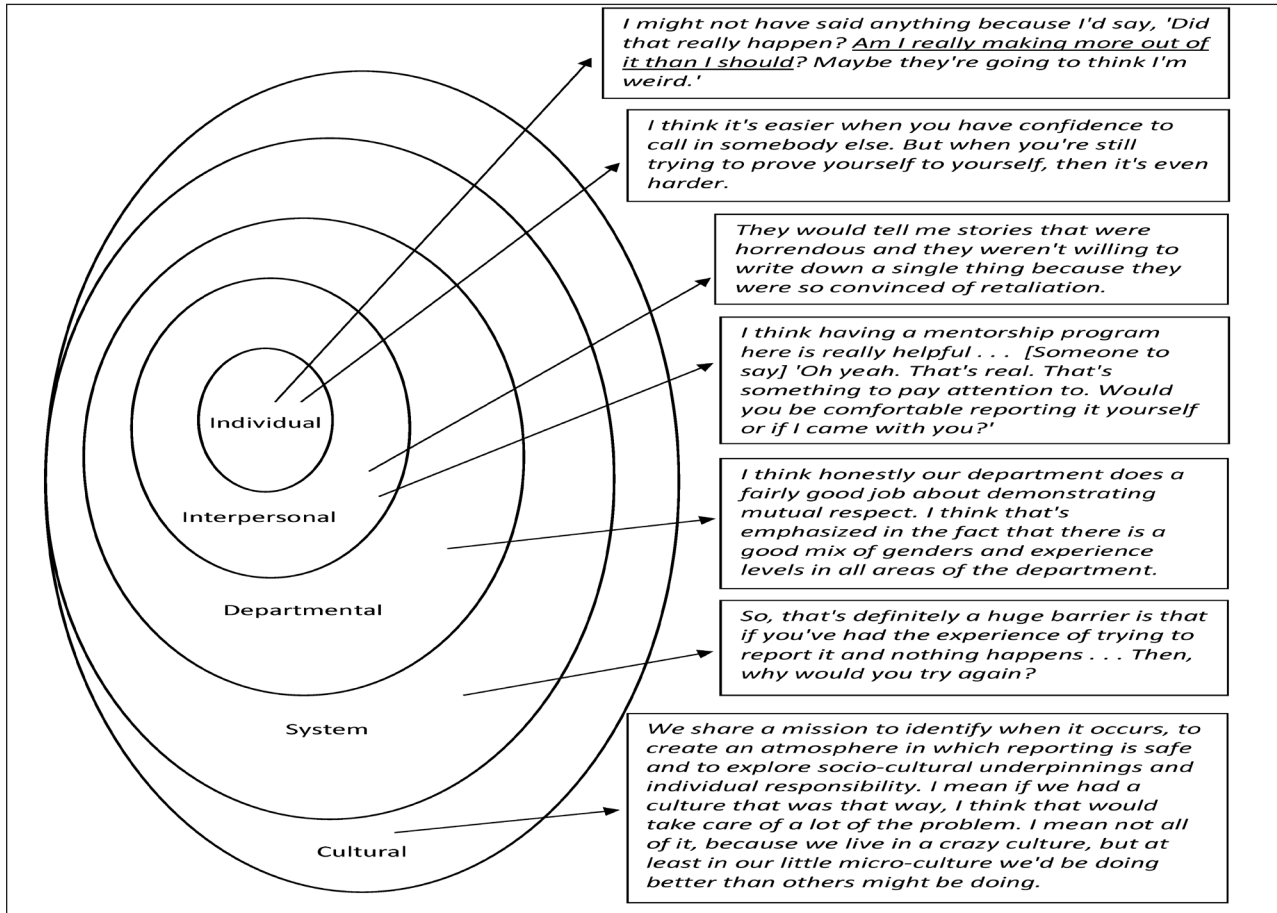 I might not have said anything because I'd say, 'Did
that really happen? Am I really making more out of
it than I should? Maybe they're going to think I'm
weird.'
I think it's easier when you have confidence to
call in somebody else. But when you're still
trying to prove yourself to yourself, then it's even
harder.
They would tell me stories that were
horrendous and they weren't willing to
write down a single thing because they
were so convinced of retaliation.
I think having a mentorship program
here is really helpful . . .  [Someone to
say] 'Oh yeah. That's real. That's
something to pay attention to. Would
you be comfortable reporting it yourself
or if I came with you?'
I think honestly our department does a
fairly good job about demonstrating
mutual respect. I think that's
emphasized in the fact that there is a
good mix of genders and experience
levels in all areas of the department.
So, that's definitely a huge barrier is that
if you've had the experience of trying to
report it and nothing happens . . . Then,
why would you try again?
We share a mission to identify when it occurs, to
create an atmosphere in which reporting is safe
and to explore socio-cultural underpinnings and
individual responsibility. I mean if we had a
culture that was that way, I think that would
take care of a lot of the problem. I mean not all
of it, because we live in a crazy culture, but at
least in our little micro-culture we'd be doing
better than others might be doing.
Individual
Interpersonal
Departmental
System
Cultural